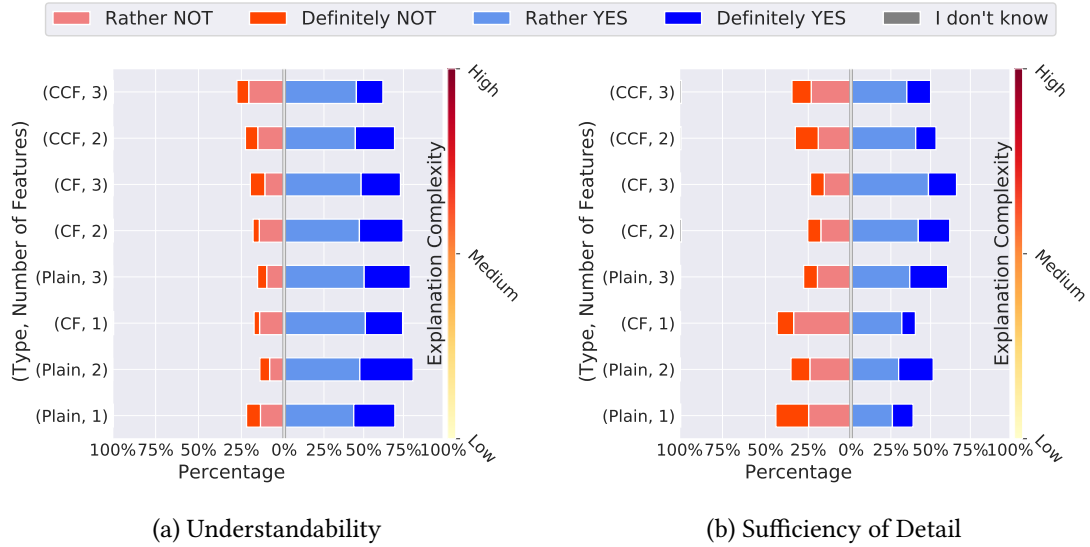 Rather NOT Definitely NOT Rather YES Definitely YES I don't know
(Type, Number of Features)
(CCF, 3)
(CCF, 2)
(CF, 3)
(CF, 2)
(Plain, 3)
(CF, 1)
(Plain, 2)
(Plain, 1)
100% 75% 50% 25% 0% 25% 50% 75% 100%
Percentage
Explanation Complexity
High
Medium
Low
(a) Understandability
(Type, Number of Features)
(CCF, 3)
(CCF, 2)
(CF, 3)
(CF, 2)
(Plain, 3)
(CF, 1)
(Plain, 2)
(Plain, 1)
100% 75% 50% 25% 0% 25% 50% 75% 100%
Percentage
Explanation Complexity
High
Medium
Low
(b) Sufficiency of Detail